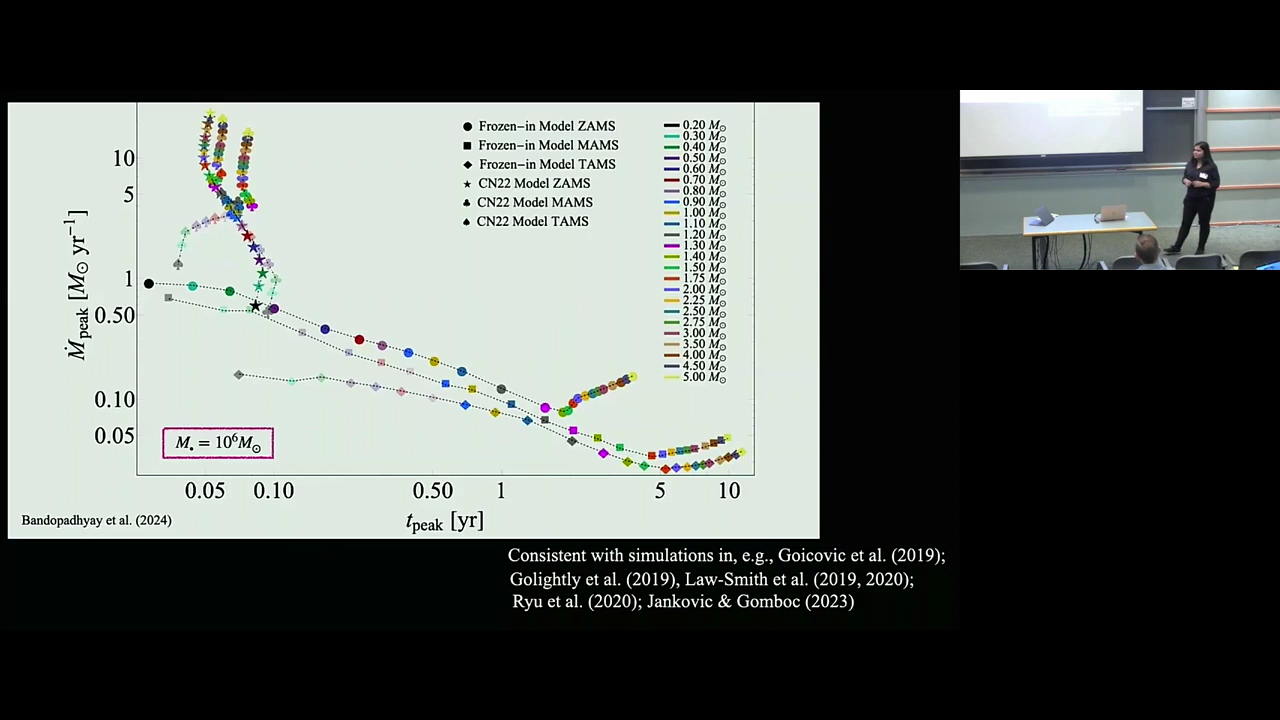 10
5
1
0.50
0.10
0.05
Ṁpeak [M⊙ yr−1]
Frozen−in Model ZAMS
Frozen−in Model MAMS
Frozen−in Model TAMS
CN22 Model ZAMS
CN22 Model MAMS
CN22 Model TAMS
0.20 M⊙
0.30 M⊙
0.40 M⊙
0.50 M⊙
0.60 M⊙
0.70 M⊙
0.80 M⊙
0.90 M⊙
1.00 M⊙
1.10 M⊙
1.20 M⊙
1.30 M⊙
1.40 M⊙
1.50 M⊙
1.75 M⊙
2.00 M⊙
2.25 M⊙
2.50 M⊙
2.75 M⊙
3.00 M⊙
3.50 M⊙
4.00 M⊙
4.50 M⊙
5.00 M⊙
M• = 10⁶M⊙
0.05 0.10 0.50 1 5 10
tpeak [yr]
Bandopadhyay et al. (2024)
Consistent with simulations in, e.g., Goicovic et al. (2019);
Golightly et al. (2019), Law-Smith et al. (2019, 2020);
Ryu et al. (2020); Jankovic & Gomboc (2023)